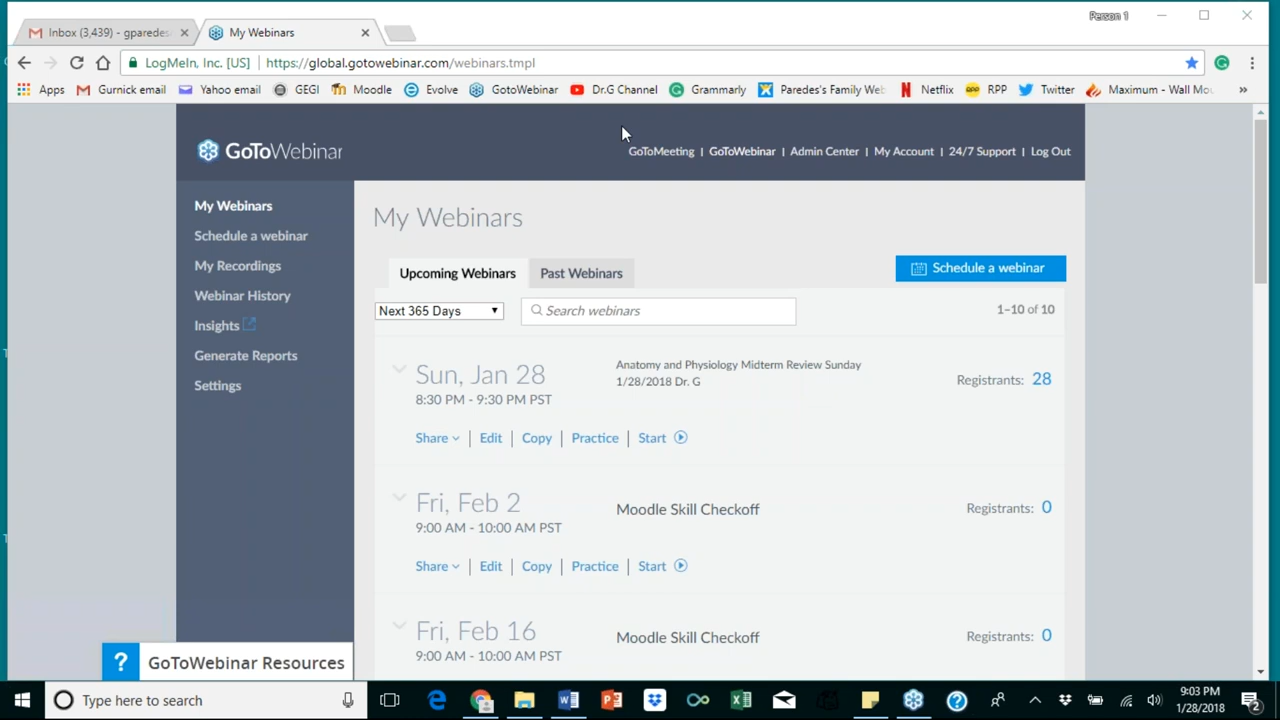 Person 1
Inbox (3,439) - gparedes
My Webinars
LogMeIn, Inc. [US] https://global.gotowebinar.com/webinars.tmpl
Apps Gurnick email Yahoo email GEGI Moodle Evolve GotoWebinar Dr.G Channel Grammarly Paredes's Family Web Netflix RPP Twitter Maximum - Wall Mou »
GoToWebinar
GoToMeeting | GoToWebinar | Admin Center | My Account | 24/7 Support | Log Out
My Webinars
Schedule a webinar
My Recordings
Webinar History
Insights
Generate Reports
Settings
My Webinars
Upcoming Webinars Past Webinars Schedule a webinar
Next 365 Days Search webinars 1–10 of 10
Sun, Jan 28
8:30 PM - 9:30 PM PST
Anatomy and Physiology Midterm Review Sunday
1/28/2018 Dr. G
Registrants: 28
Share | Edit | Copy | Practice | Start
Fri, Feb 2
9:00 AM - 10:00 AM PST
Moodle Skill Checkoff
Registrants: 0
Share | Edit | Copy | Practice | Start
Fri, Feb 16
9:00 AM - 10:00 AM PST
Moodle Skill Checkoff
Registrants: 0
? GoToWebinar Resources
Type here to search
9:03 PM
1/28/2018
2